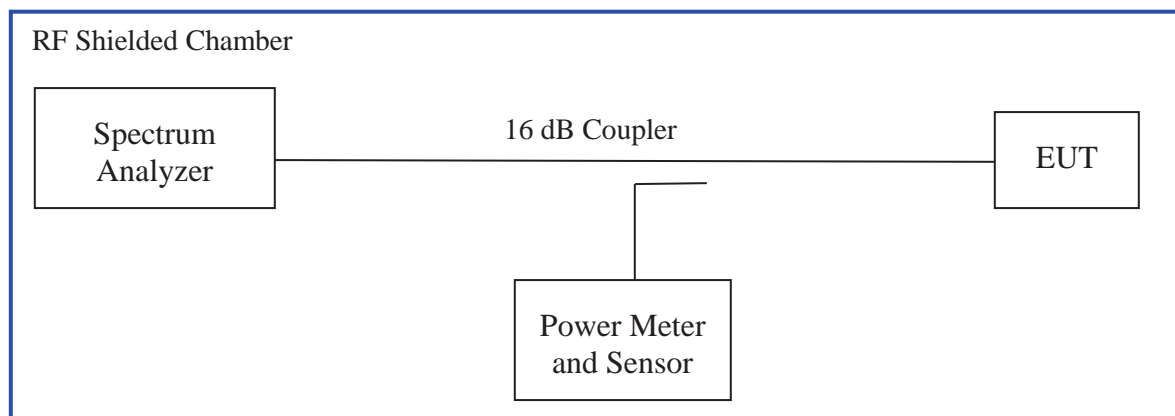 RF Shielded Chamber
Spectrum
Analyzer
16 dB Coupler
EUT
Power Meter
and Sensor